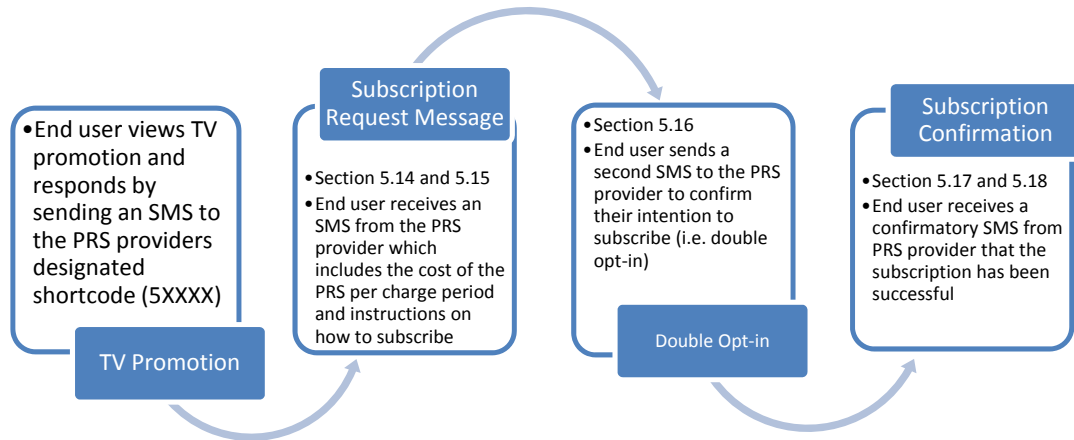 •End user views TV
promotion and
responds by
sending an SMS to
the PRS providers
designated
shortcode (5XXXX)
TV Promotion
Subscription
Request Message
•Section 5.14 and 5.15
•End user receives an
SMS from the PRS
provider which
includes the cost of the
PRS per charge period
and instructions on
how to subscribe
•Section 5.16
•End user sends a
second SMS to the PRS
provider to confirm
their intention to
subscribe (i.e. double
opt-in)
Double Opt-in
Subscription
Confirmation
•Section 5.17 and 5.18
•End user receives a
confirmatory SMS from
PRS provider that the
subscription has been
successful